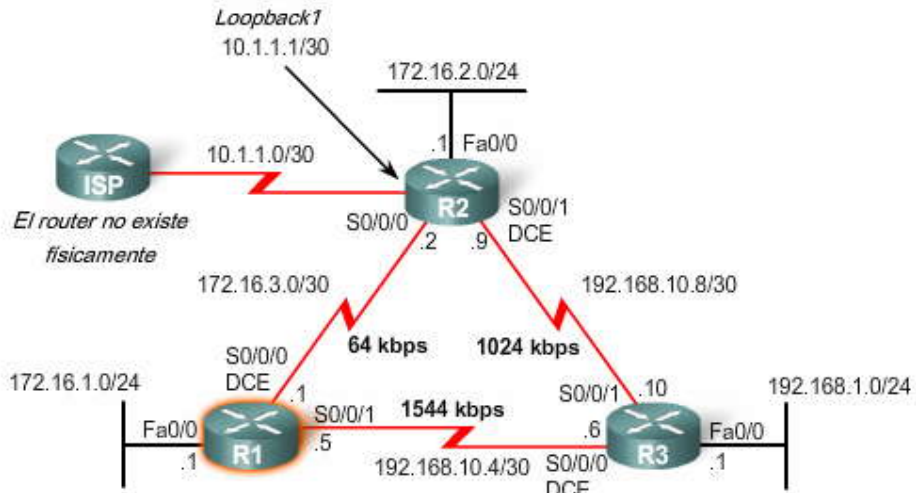 Loopback1
10.1.1.1/30
172.16.2.0/24
.1 Fa0/0
10.1.1.0/30
ISP
R2
El router no existe
físicamente
S0/0/0
S0/0/1
DCE
.2
.9
172.16.3.0/30
192.168.10.8/30
64 kbps
1024 kbps
S0/0/0
DCE
172.16.1.0/24
.1
S0/0/1
1544 kbps
S0/0/1
.10
192.168.1.0/24
Fa0/0
.1
R1
.5
192.168.10.4/30
.6
S0/0/0
DCE
R3
Fa0/0
.1